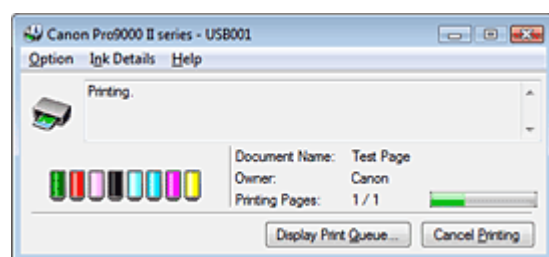 Canon Pro9000 II series - USB001
Option Ink Details Help
Printing.
Document Name: Test Page
Owner: Canon
Printing Pages: 1 / 1
Display Print Queue... Cancel Printing